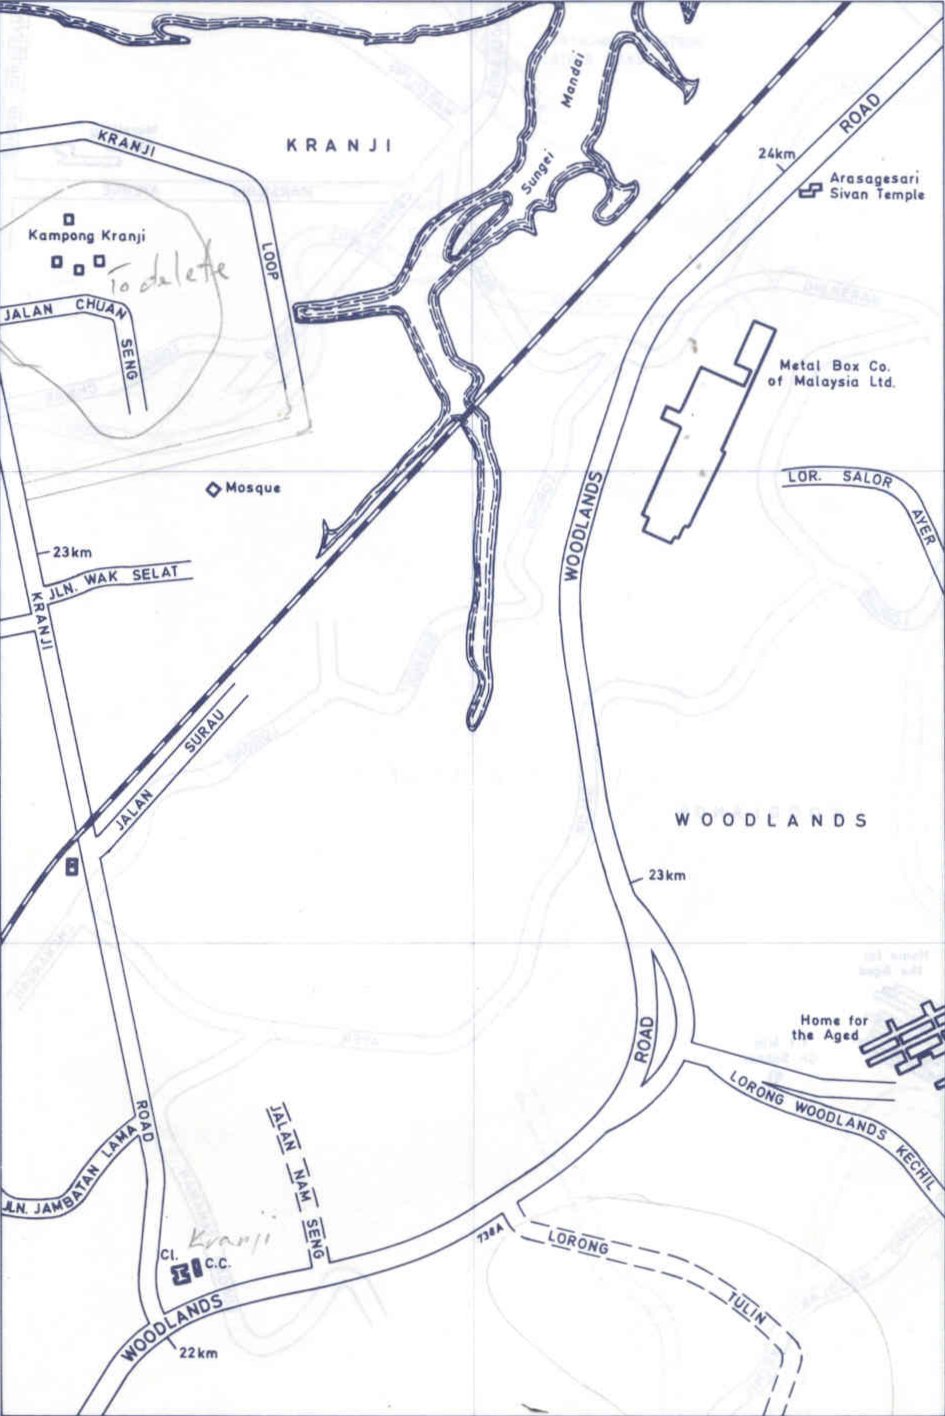 Mandai
Sungei
KRANJI
KRANJI
LOOP
ROAD
24km
Arasagesari
Sivan Temple
Kampong Kranji
To delete
JALAN CHUAN
SENG
Metal Box Co.
of Malaysia Ltd.
LOR. SALOR
AYER
Mosque
WOODLANDS
23km
JLN. WAK SELAT
KRANJI
JALAN SURAU
WOODLANDS
23km
Home for
the Aged
ROAD
LORONG WOODLANDS KECHIL
ROAD
JLN. JAMBATAN LAMA
JALAN NAM SENG
Kranji
738A
LORONG
TULIN
Cl.
C.C.
WOODLANDS
22km